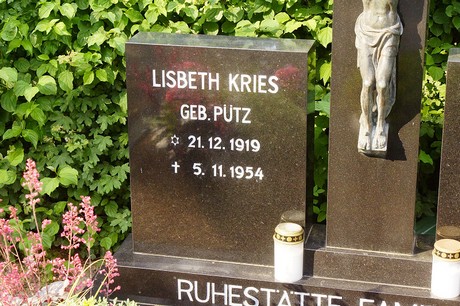 LISBETH KRIES
GEB. PÜTZ
✡ 21. 12. 1919
✝ 5. 11. 1954
RUHESTÄTTE